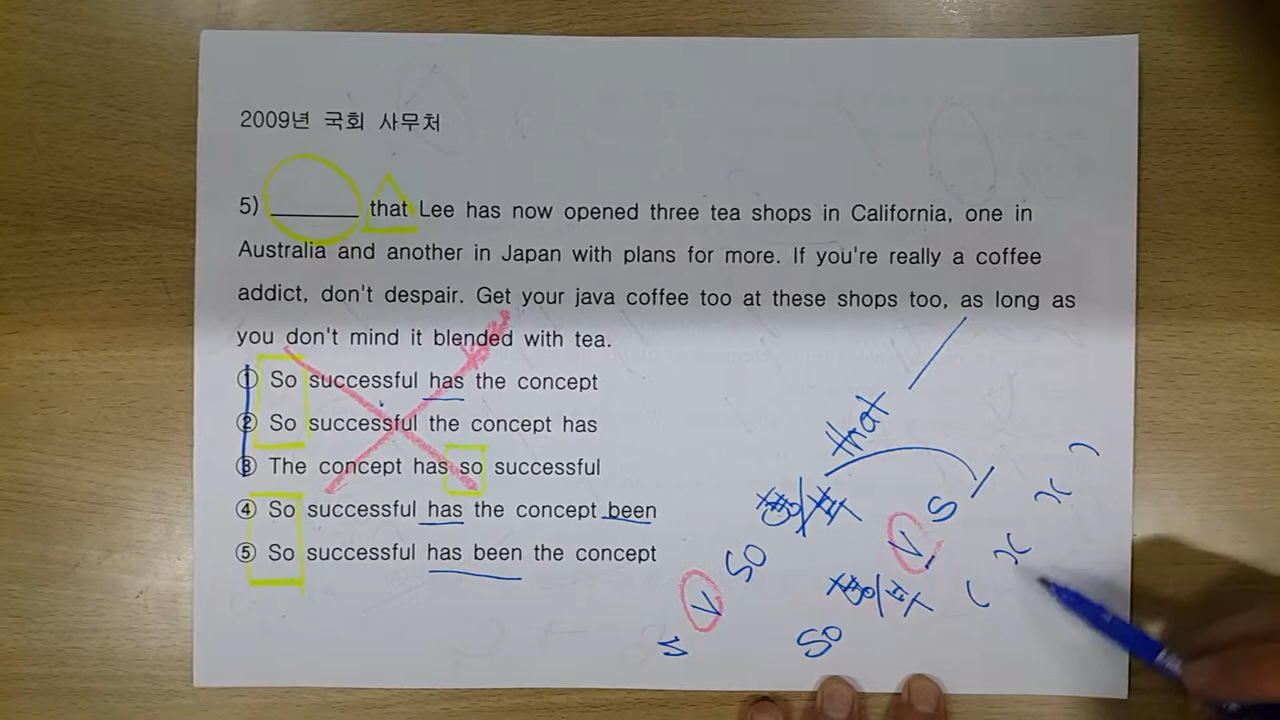 2009년 국회 사무처
5) ________ that Lee has now opened three tea shops in California, one in
Australia and another in Japan with plans for more. If you're really a coffee
addict, don't despair. Get your java coffee too at these shops too, as long as
you don't mind it blended with tea.
① So successful has the concept
② So successful the concept has
③ The concept has so successful
④ So successful has the concept been
⑤ So successful has been the concept
that
S V so 형/부
So 형/부 V S